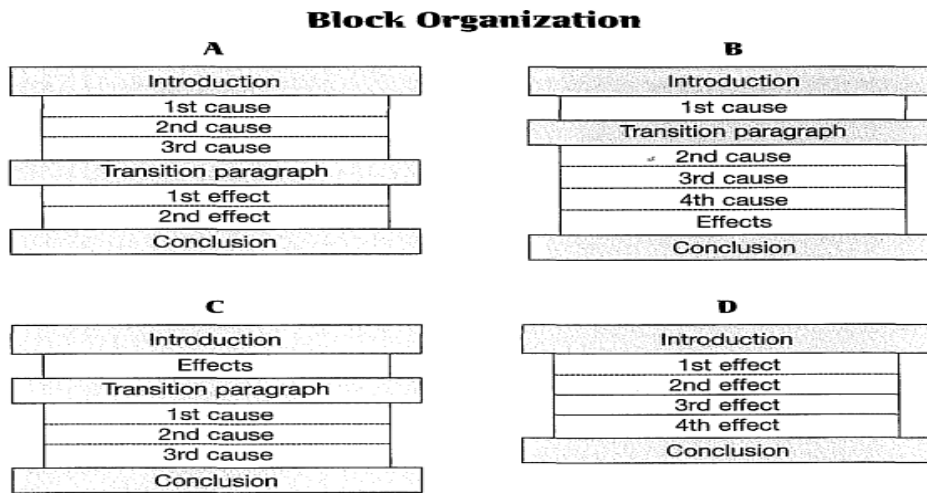 Block Organization
A
Introduction
1st cause
2nd cause
3rd cause
Transition paragraph
1st effect
2nd effect
Conclusion
B
Introduction
1st cause
Transition paragraph
2nd cause
3rd cause
4th cause
Effects
Conclusion
C
Introduction
Effects
Transition paragraph
1st cause
2nd cause
3rd cause
Conclusion
D
Introduction
1st effect
2nd effect
3rd effect
4th effect
Conclusion